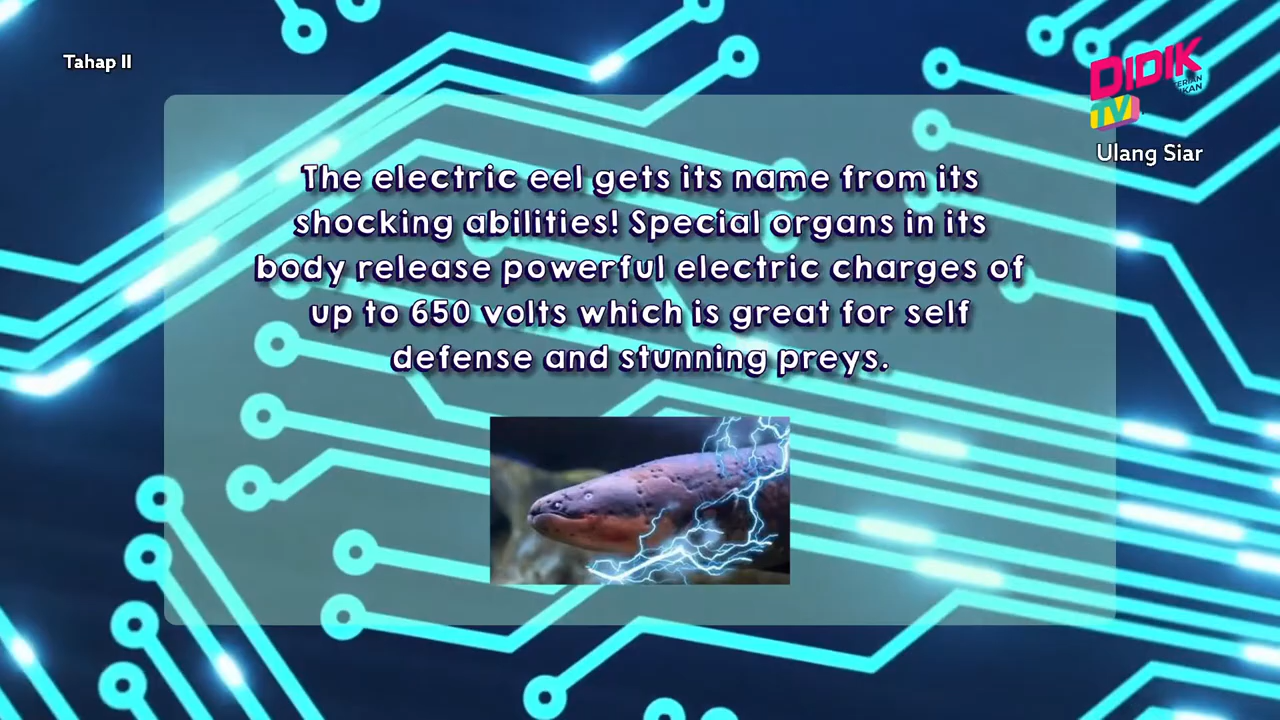 Tahap II
DIDIK
TV
Ulang Siar
The electric eel gets its name from its
shocking abilities! Special organs in its
body release powerful electric charges of
up to 650 volts which is great for self
defense and stunning preys.